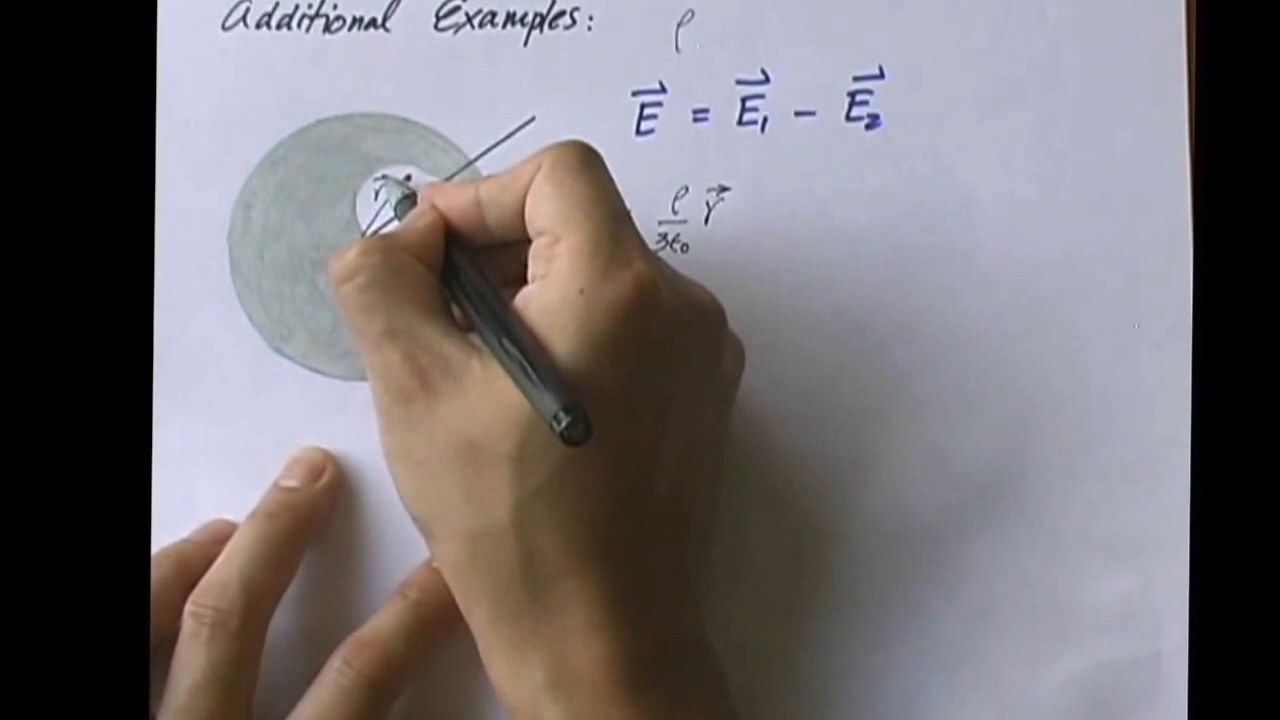 Additional Examples: ρ
E⃗ = E⃗₁ − E⃗₂
r⃗
ρ/3ϵ₀ r⃗